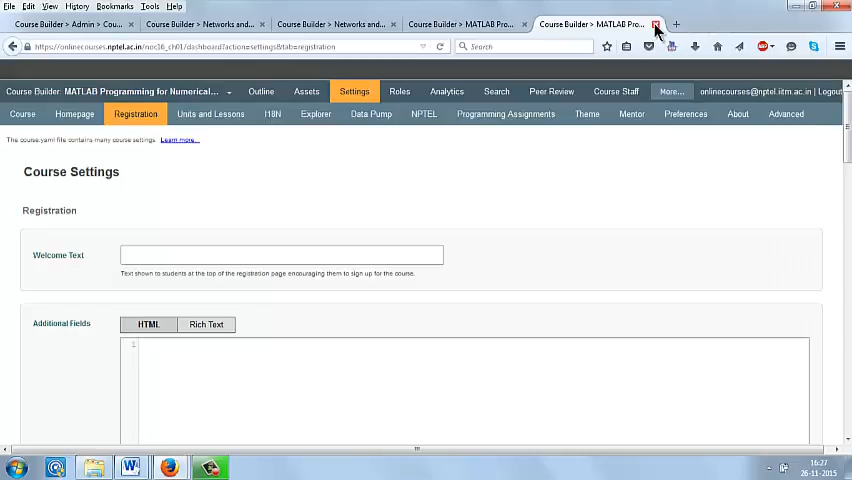 File Edit View History Bookmarks Tools Help
Course Builder > Admin > Cou... Course Builder > Networks and... Course Builder > Networks and... Course Builder > MATLAB Pro... Course Builder > MATLAB Pro...
https://onlinecourses.nptel.ac.in/noc16_ch01/dashboard?action=settings&tab=registration Search
Course Builder: MATLAB Programming for Numerical... Outline Assets Settings Roles Analytics Search Peer Review Course Staff More... onlinecourses@nptel.iitm.ac.in | Logout
Course Homepage Registration Units and Lessons I18N Explorer Data Pump NPTEL Programming Assignments Theme Mentor Preferences About Advanced
The course.yaml file contains many course settings. Learn more...
Course Settings
Registration
Welcome Text
Text shown to students at the top of the registration page encouraging them to sign up for the course.
Additional Fields HTML Rich Text
1
16:27
26-11-2015